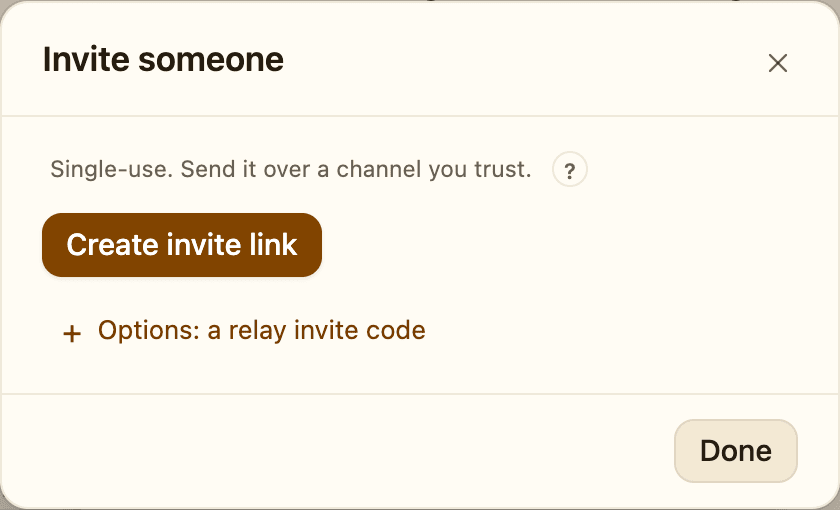 Invite someone
Single-use. Send it over a channel you trust. ?
Create invite link
+ Options: a relay invite code
Done